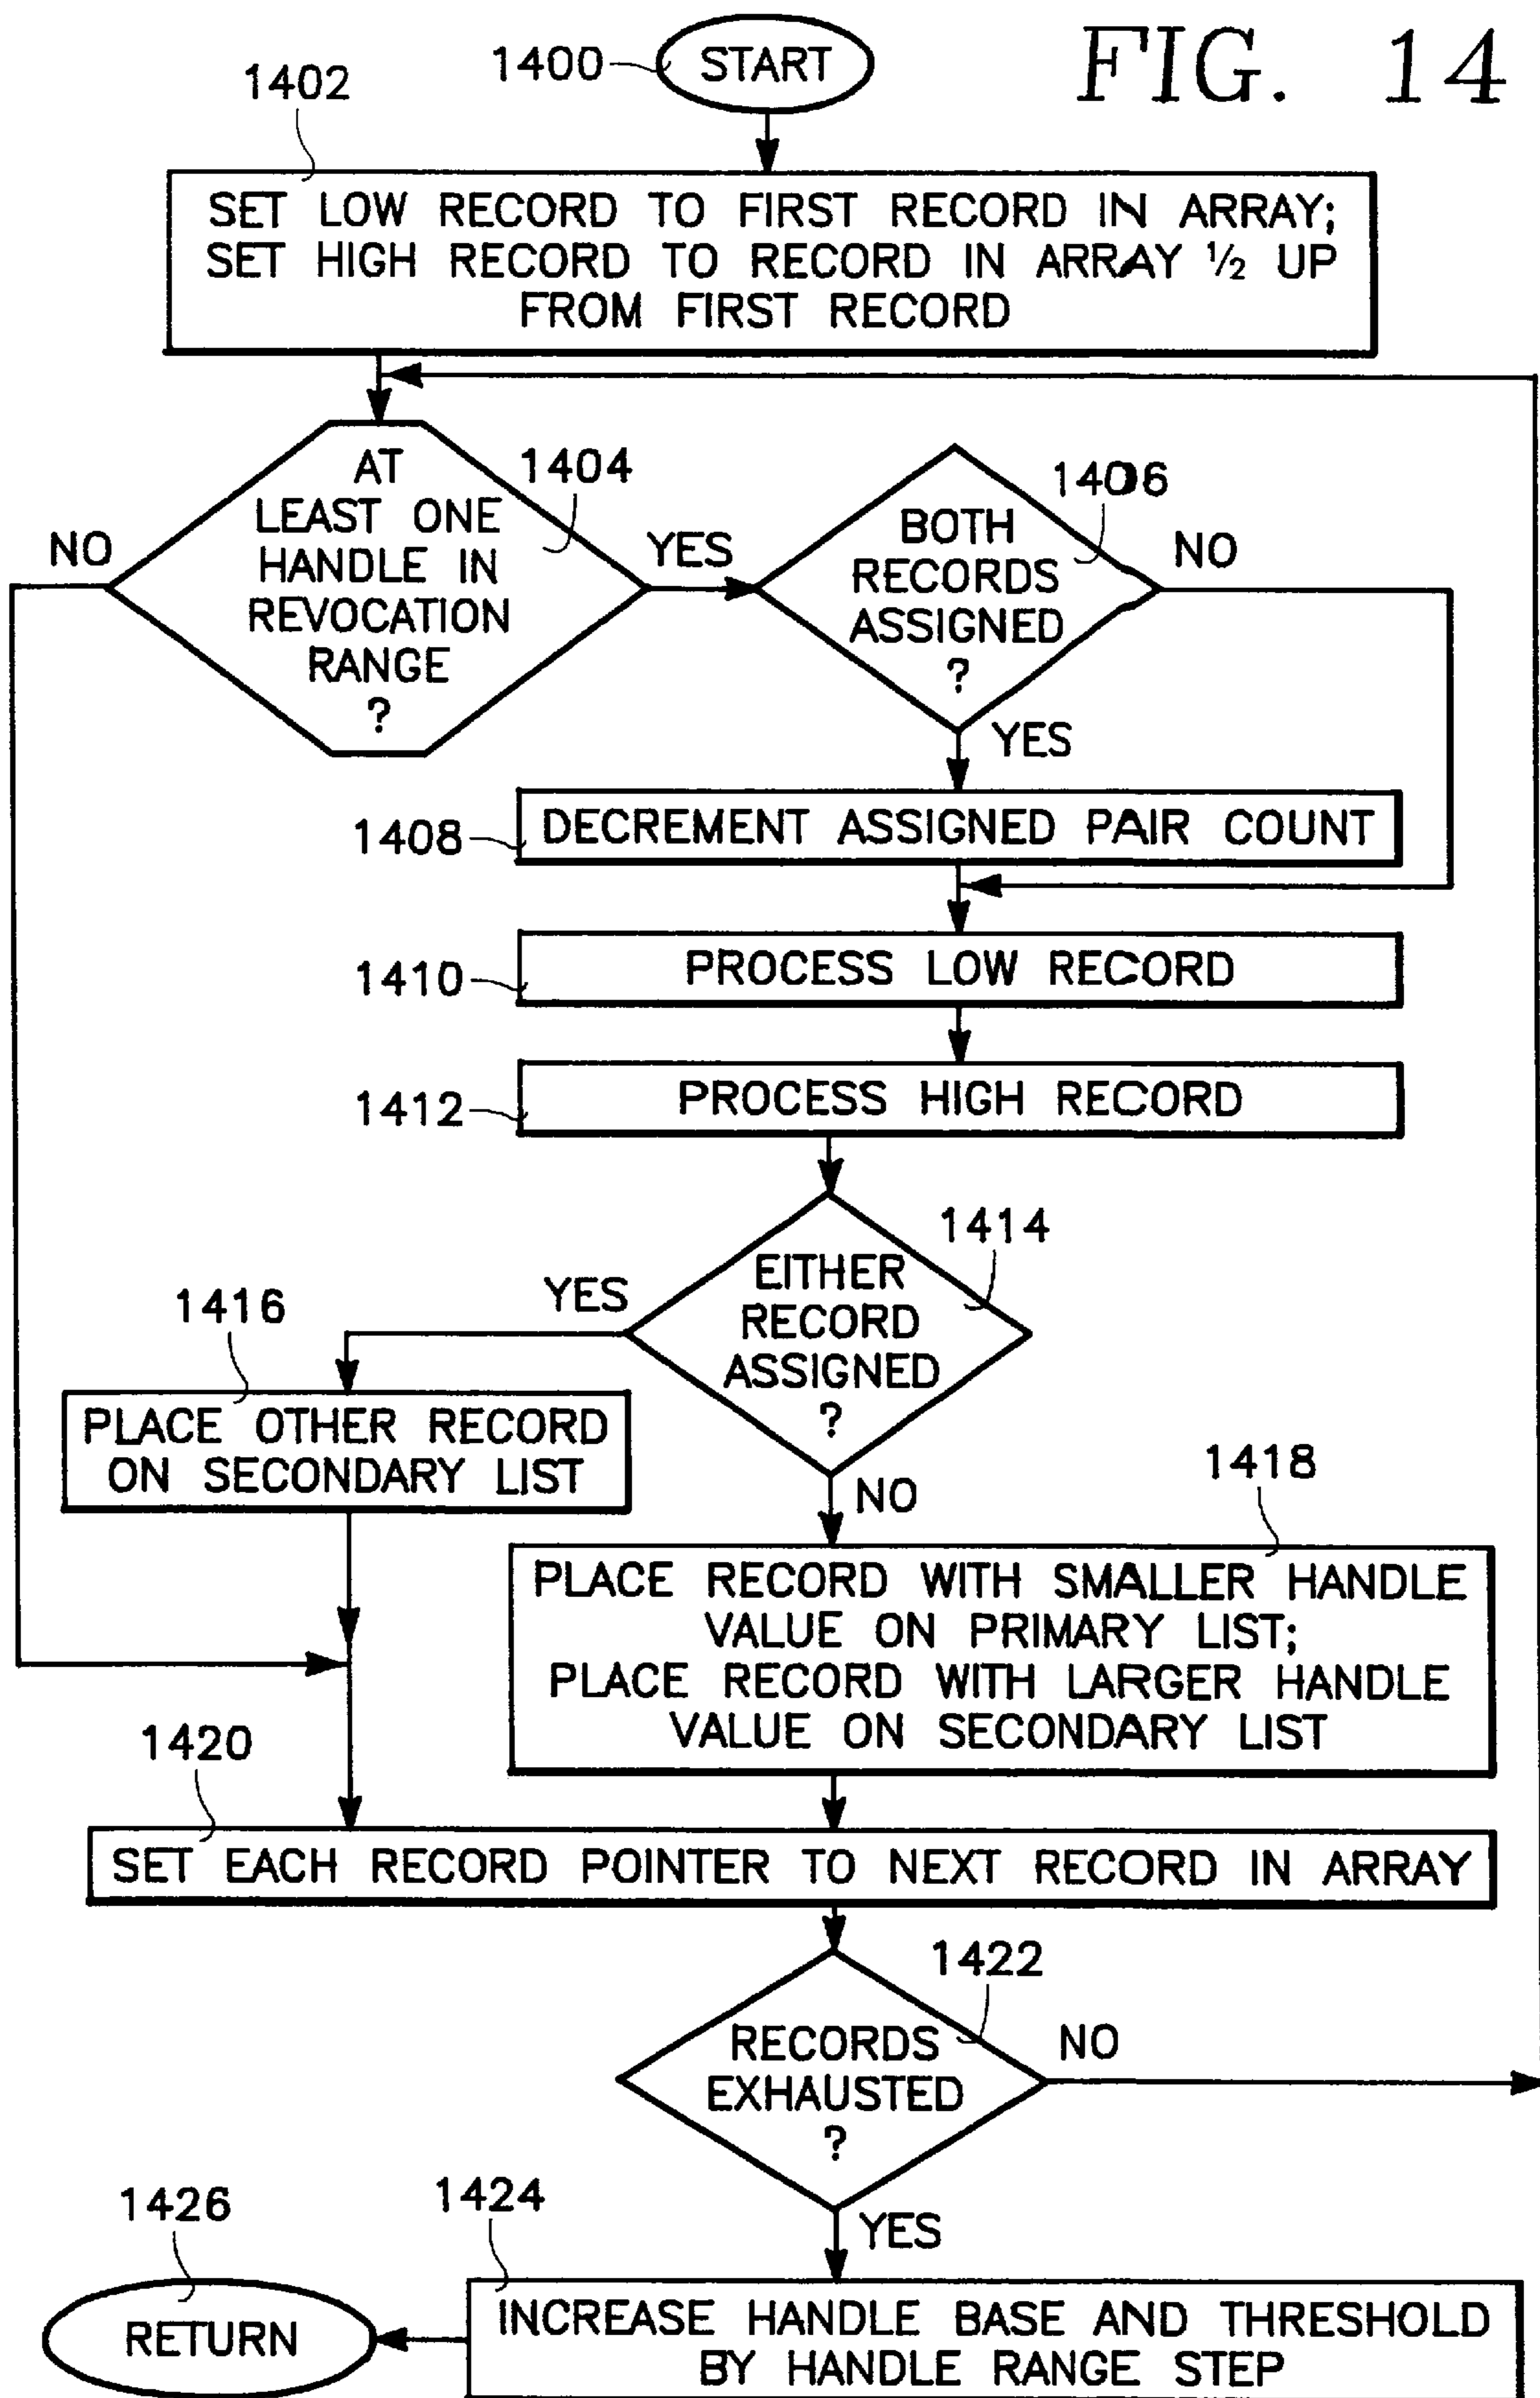 FIG. 14
1400
START
1402
SET LOW RECORD TO FIRST RECORD IN ARRAY;
SET HIGH RECORD TO RECORD IN ARRAY ½ UP
FROM FIRST RECORD
AT
LEAST ONE
HANDLE IN
REVOCATION
RANGE
?
1404
NO
YES
BOTH
RECORDS
ASSIGNED
?
1406
NO
YES
1408
DECREMENT ASSIGNED PAIR COUNT
1410
PROCESS LOW RECORD
1412
PROCESS HIGH RECORD
1414
EITHER
RECORD
ASSIGNED
?
YES
NO
1416
PLACE OTHER RECORD
ON SECONDARY LIST
1418
PLACE RECORD WITH SMALLER HANDLE
VALUE ON PRIMARY LIST;
PLACE RECORD WITH LARGER HANDLE
VALUE ON SECONDARY LIST
1420
SET EACH RECORD POINTER TO NEXT RECORD IN ARRAY
1422
RECORDS
EXHAUSTED
?
NO
YES
1424
INCREASE HANDLE BASE AND THRESHOLD
BY HANDLE RANGE STEP
1426
RETURN